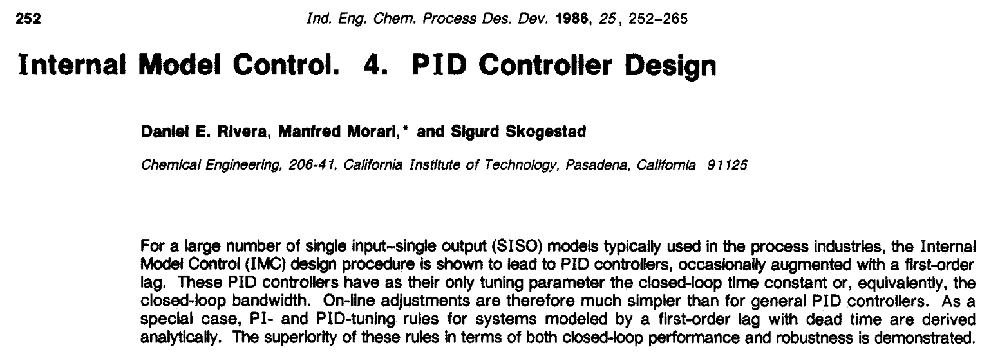 252
Ind. Eng. Chem. Process Des. Dev. 1986, 25, 252–265
Internal Model Control. 4. PID Controller Design
Daniel E. Rivera, Manfred Morari,* and Sigurd Skogestad
Chemical Engineering, 206-41, California Institute of Technology, Pasadena, California 91125
For a large number of single input–single output (SISO) models typically used in the process industries, the Internal
Model Control (IMC) design procedure is shown to lead to PID controllers, occasionally augmented with a first-order
lag. These PID controllers have as their only tuning parameter the closed-loop time constant or, equivalently, the
closed-loop bandwidth. On-line adjustments are therefore much simpler than for general PID controllers. As a
special case, PI- and PID-tuning rules for systems modeled by a first-order lag with dead time are derived
analytically. The superiority of these rules in terms of both closed-loop performance and robustness is demonstrated.